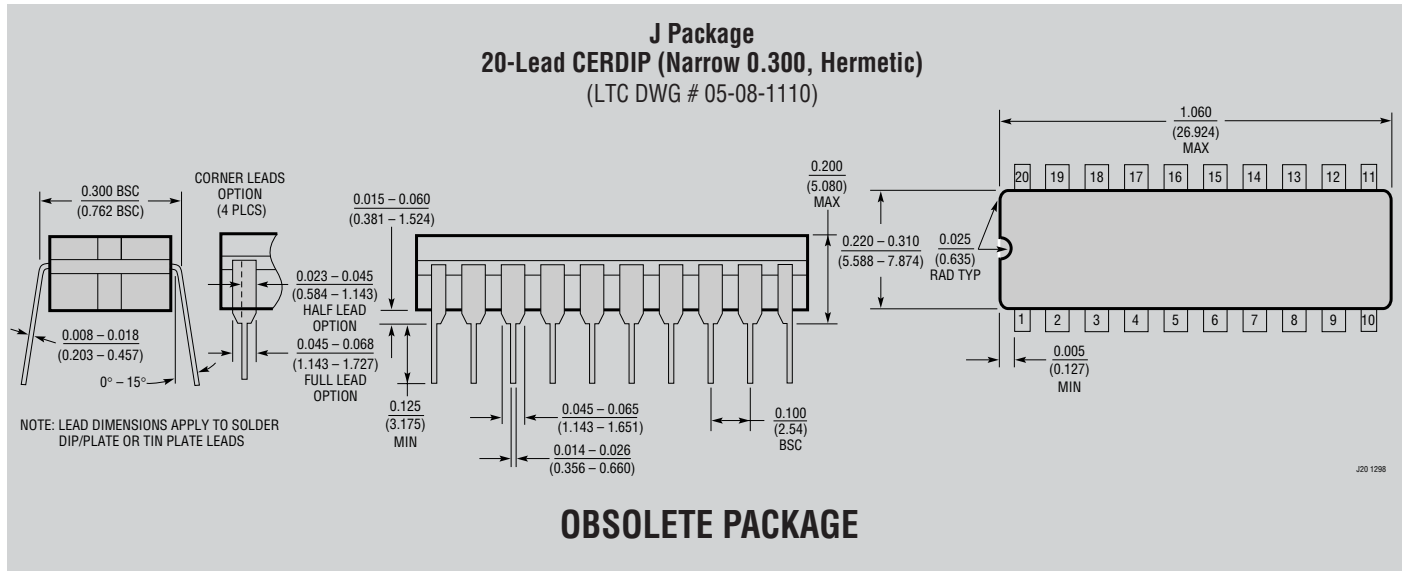 J Package
20-Lead CERDIP (Narrow 0.300, Hermetic)
(LTC DWG # 05-08-1110)
0.300 BSC
(0.762 BSC)
CORNER LEADS
OPTION
(4 PLCS)
0.008 – 0.018
(0.203 – 0.457)
0° – 15°
0.023 – 0.045
(0.584 – 1.143)
HALF LEAD
OPTION
0.045 – 0.068
(1.143 – 1.727)
FULL LEAD
OPTION
NOTE: LEAD DIMENSIONS APPLY TO SOLDER
DIP/PLATE OR TIN PLATE LEADS
0.015 – 0.060
(0.381 – 1.524)
0.200
(5.080)
MAX
0.125
(3.175)
MIN
0.045 – 0.065
(1.143 – 1.651)
0.014 – 0.026
(0.356 – 0.660)
0.100
(2.54)
BSC
1.060
(26.924)
MAX
20 19 18 17 16 15 14 13 12 11
0.220 – 0.310
(5.588 – 7.874)
0.025
(0.635)
RAD TYP
1 2 3 4 5 6 7 8 9 10
0.005
(0.127)
MIN
J20 1298
OBSOLETE PACKAGE